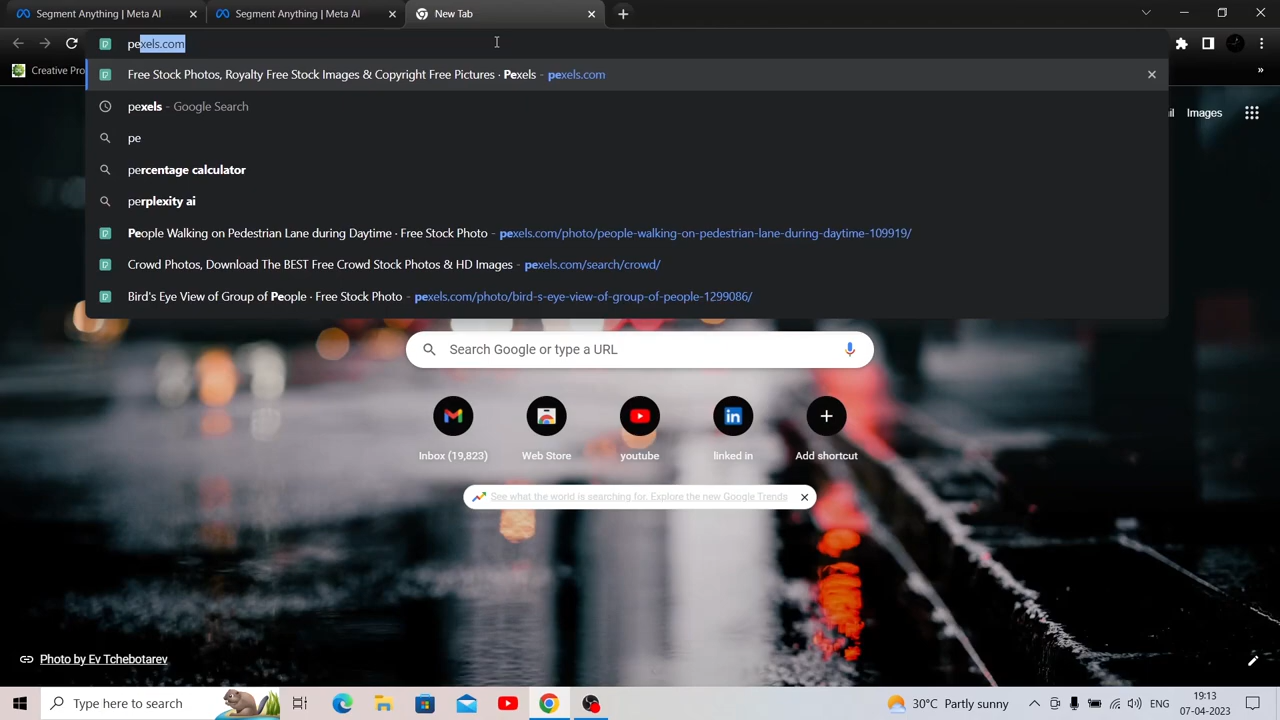 Segment Anything | Meta AI
Segment Anything | Meta AI
New Tab
pexels.com
Creative Pro
Free Stock Photos, Royalty Free Stock Images & Copyright Free Pictures · Pexels - pexels.com
pexels - Google Search
pe
percentage calculator
perplexity ai
People Walking on Pedestrian Lane during Daytime · Free Stock Photo - pexels.com/photo/people-walking-on-pedestrian-lane-during-daytime-109919/
Crowd Photos, Download The BEST Free Crowd Stock Photos & HD Images - pexels.com/search/crowd/
Bird's Eye View of Group of People · Free Stock Photo - pexels.com/photo/bird-s-eye-view-of-group-of-people-1299086/
Images
Search Google or type a URL
Inbox (19,823)
Web Store
youtube
linked in
Add shortcut
See what the world is searching for. Explore the new Google Trends
Photo by Ev Tchebotarev
Type here to search
30°C Partly sunny
ENG
19:13
07-04-2023